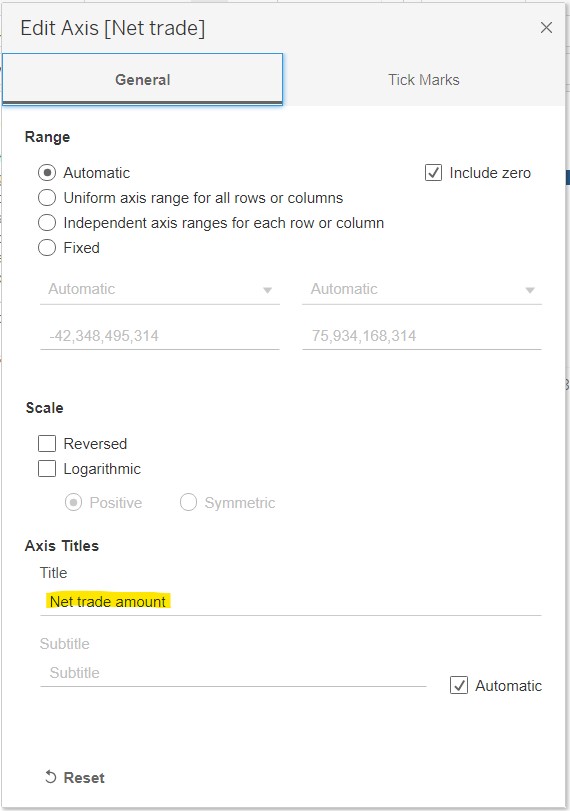 Edit Axis [Net trade]
General
Tick Marks
Range
Automatic
Include zero
Uniform axis range for all rows or columns
Independent axis ranges for each row or column
Fixed
Automatic
Automatic
-42,348,495,314
75,934,168,314
Scale
Reversed
Logarithmic
Positive
Symmetric
Axis Titles
Title
Net trade amount
Subtitle
Subtitle
Automatic
Reset